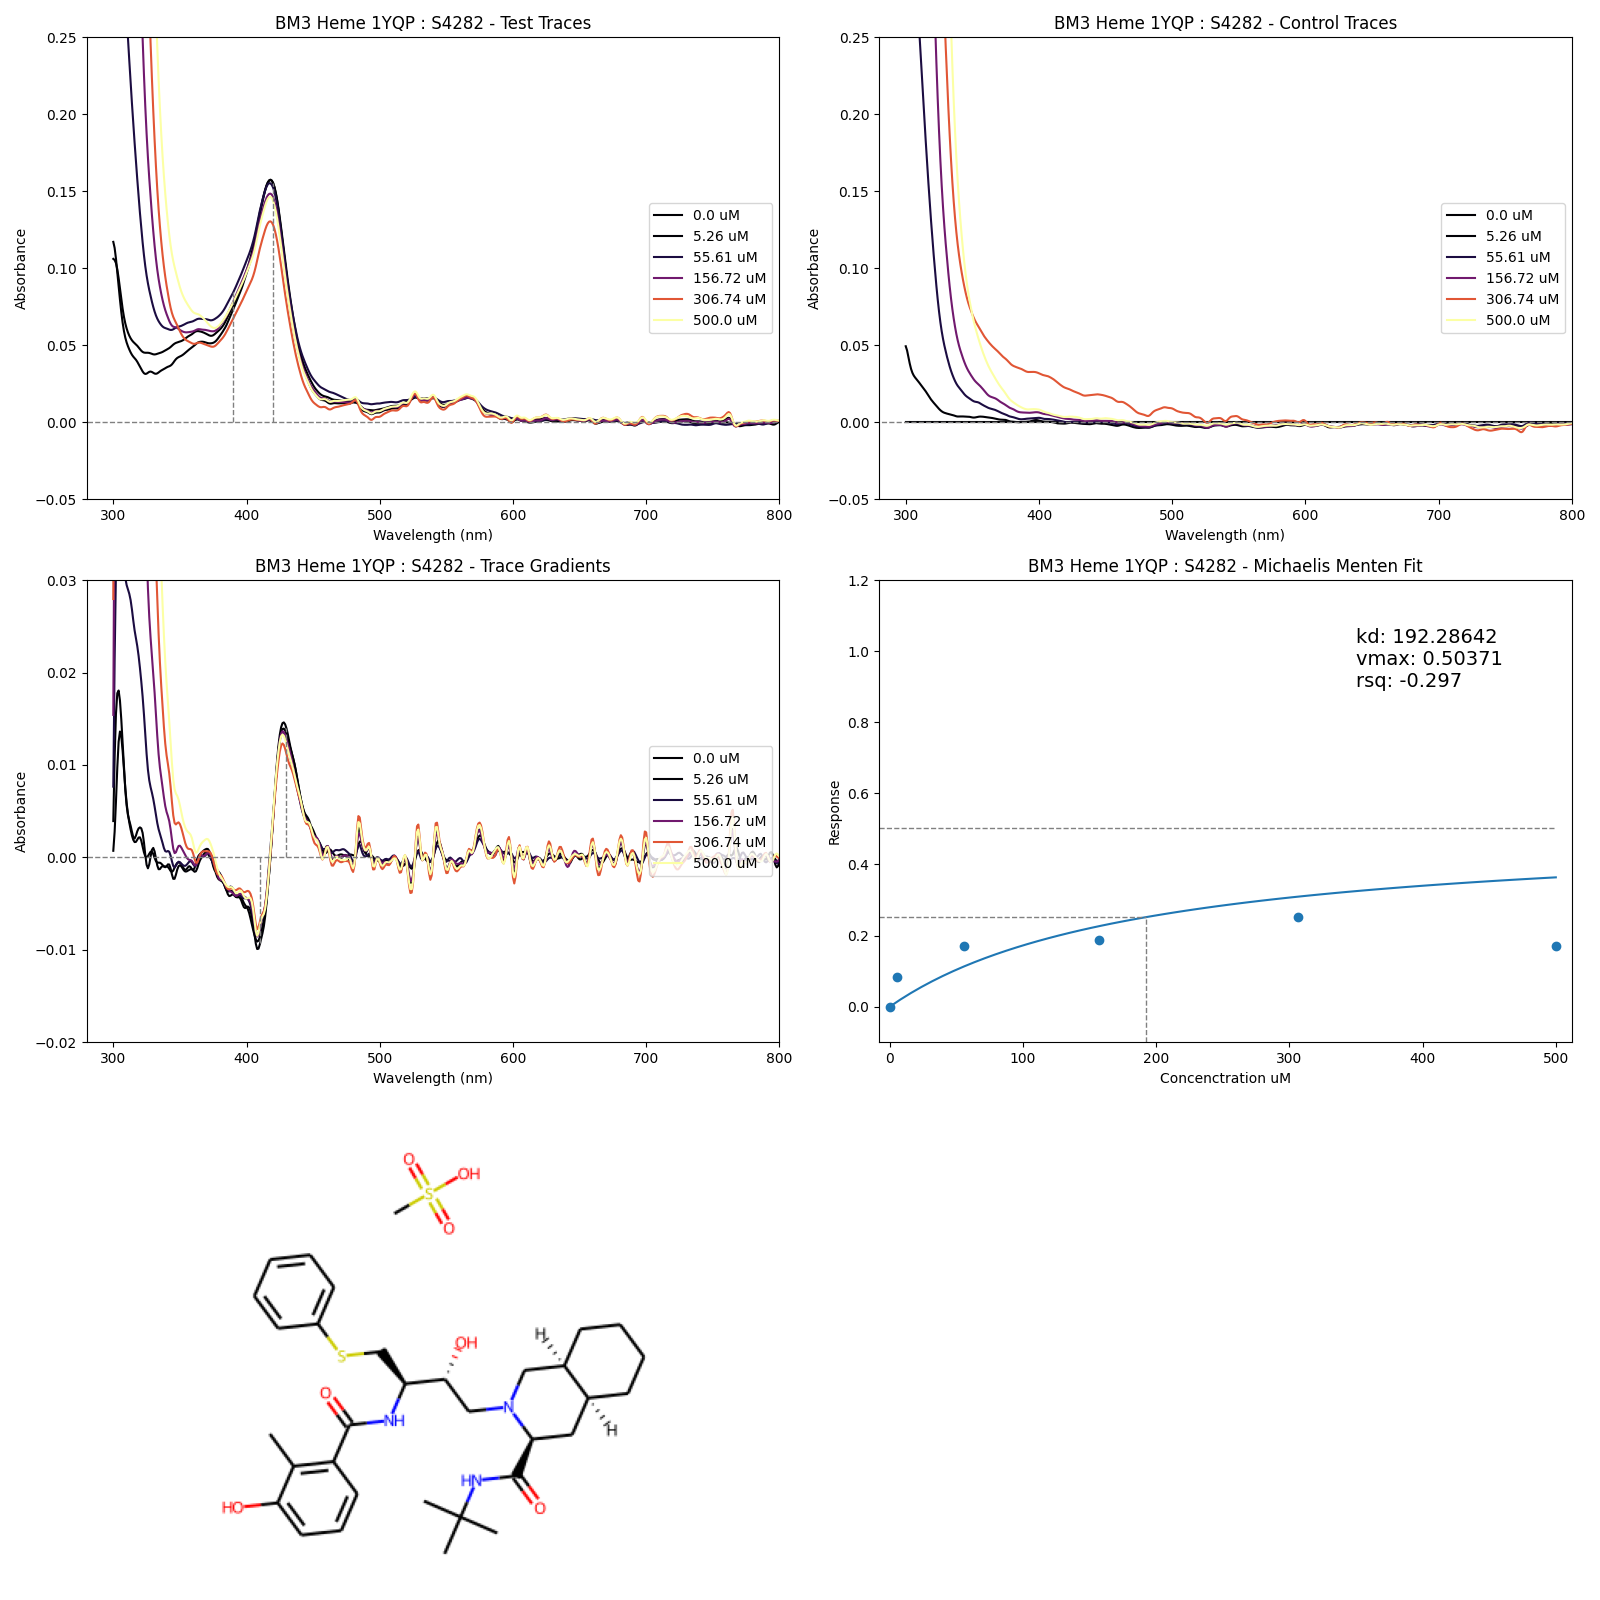 BM3 Heme 1YQP : S4282 - Test Traces
0.25
0.20
0.15
0.10
0.05
0.00
−0.05
Absorbance
300 400 500 600 700 800
Wavelength (nm)
0.0 uM
5.26 uM
55.61 uM
156.72 uM
306.74 uM
500.0 uM
BM3 Heme 1YQP : S4282 - Control Traces
0.25
0.20
0.15
0.10
0.05
0.00
−0.05
Absorbance
300 400 500 600 700 800
Wavelength (nm)
0.0 uM
5.26 uM
55.61 uM
156.72 uM
306.74 uM
500.0 uM
BM3 Heme 1YQP : S4282 - Trace Gradients
0.03
0.02
0.01
0.00
−0.01
−0.02
Absorbance
300 400 500 600 700 800
Wavelength (nm)
0.0 uM
5.26 uM
55.61 uM
156.72 uM
306.74 uM
500.0 uM
BM3 Heme 1YQP : S4282 - Michaelis Menten Fit
1.2
1.0
0.8
0.6
0.4
0.2
0.0
Response
kd: 192.28642
vmax: 0.50371
rsq: -0.297
0 100 200 300 400 500
Concenctration uM
O
OH
S
O
H
OH
S
O
N
NH
H
HN
HO
O